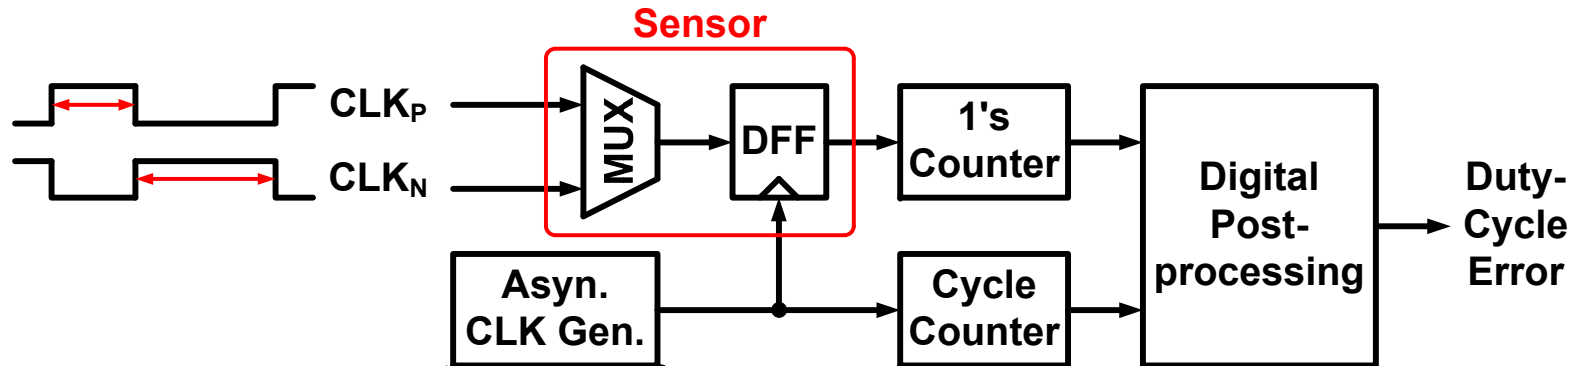 Sensor
CLKP
CLKN
MUX
DFF
1's
Counter
Asyn.
CLK Gen.
Cycle
Counter
Digital
Post-
processing
Duty-
Cycle
Error